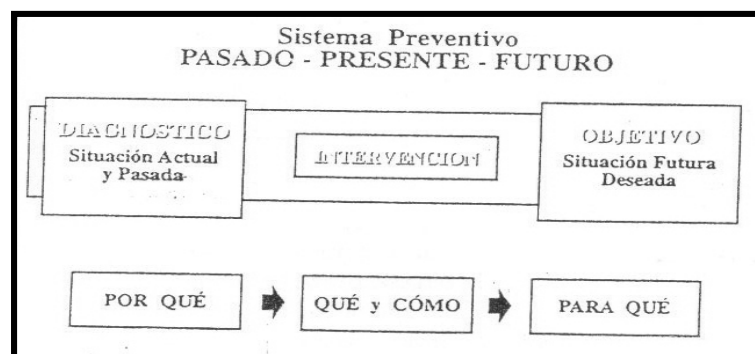 Sistema Preventivo
PASADO - PRESENTE - FUTURO
DIAGNOSTICO
Situación Actual
y Pasada
INTERVENCION
OBJETIVO
Situación Futura
Deseada
POR QUÉ
QUÉ y CÓMO
PARA QUÉ